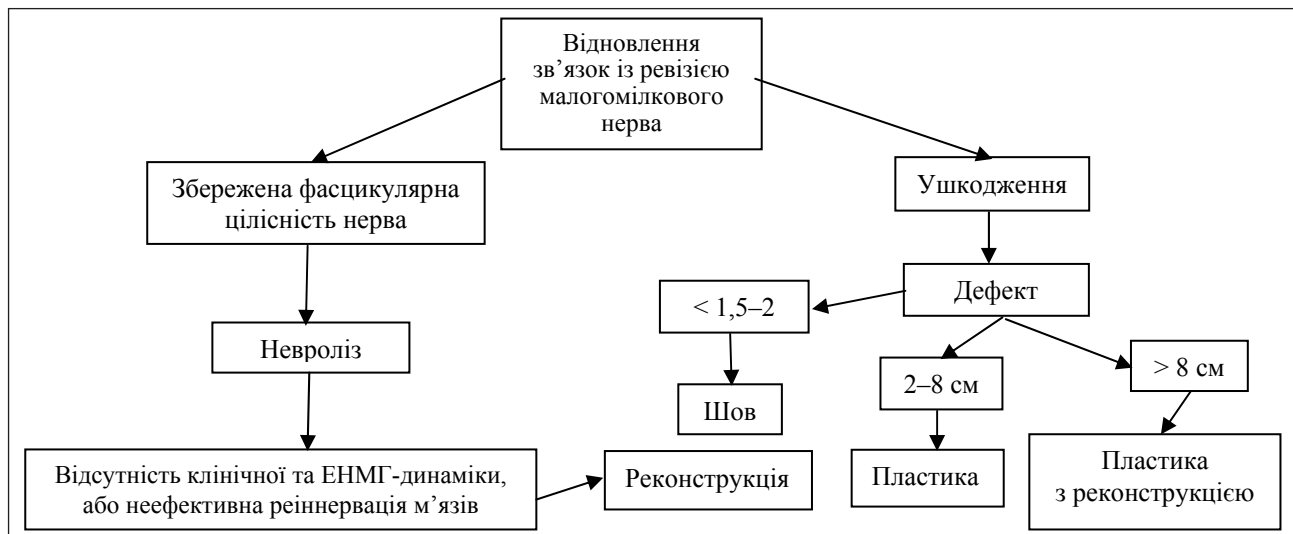 Відновлення
зв’язок із ревізією
малогомілкового
нерва
Збережена фасцикулярна
цілісність нерва
Ушкодження
Невроліз
Дефект
< 1,5–2
2–8 см
> 8 см
Шов
Пластика
Пластика
з реконструкцією
Відсутність клінічної та ЕНМГ-динаміки,
або неефективна реіннервація м’язів
Реконструкція